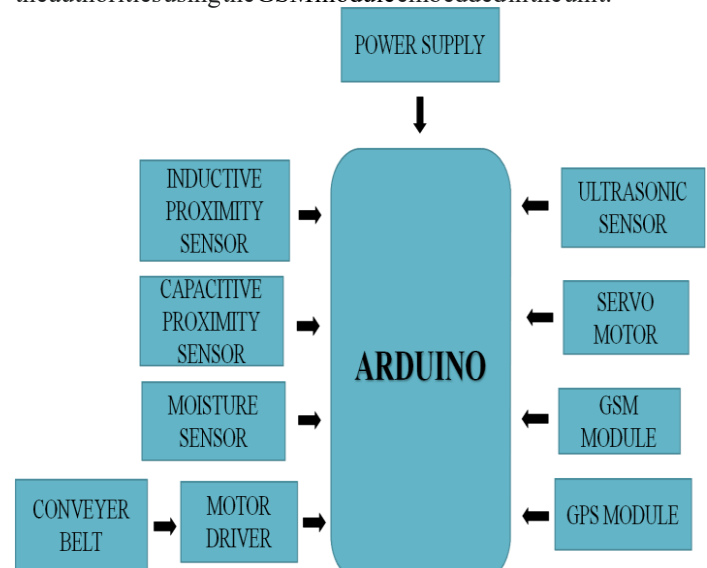 theauthoritiesusingtheGSMmoduleembeddedintheunit.
POWER SUPPLY
INDUCTIVE
PROXIMITY
SENSOR
CAPACITIVE
PROXIMITY
SENSOR
MOISTURE
SENSOR
CONVEYER
BELT
MOTOR
DRIVER
ARDUINO
ULTRASONIC
SENSOR
SERVO
MOTOR
GSM
MODULE
GPS MODULE